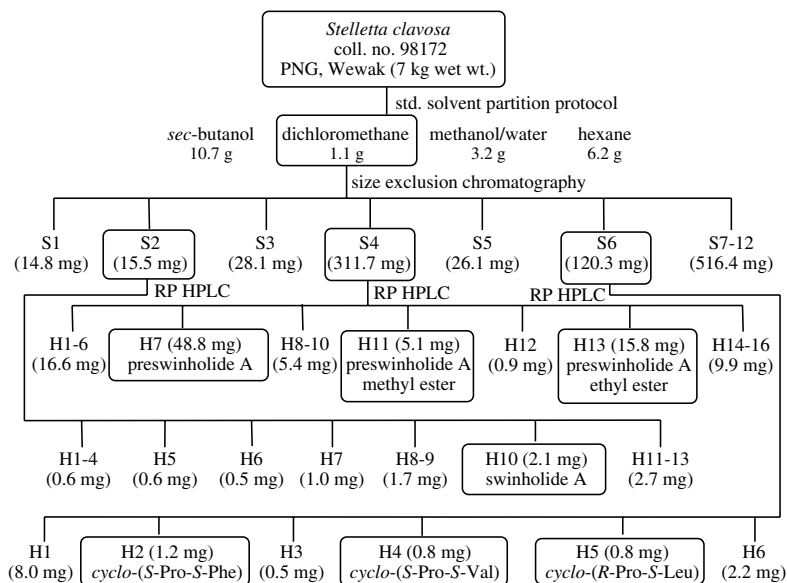 Stelletta clavosa
coll. no. 98172
PNG, Wewak (7 kg wet wt.)
std. solvent partition protocol
sec-butanol dichloromethane methanol/water hexane
10.7 g 1.1 g 3.2 g 6.2 g
size exclusion chromatography
S1 S2 S3 S4 S5 S6 S7-12
(14.8 mg) (15.5 mg) (28.1 mg) (311.7 mg) (26.1 mg) (120.3 mg) (516.4 mg)
RP HPLC RP HPLC RP HPLC
H1-6 H7 (48.8 mg) H8-10 H11 (5.1 mg) H12 H13 (15.8 mg) H14-16
(16.6 mg) preswinholide A (5.4 mg) preswinholide A (0.9 mg) preswinholide A (9.9 mg)
methyl ester ethyl ester
H1-4 H5 H6 H7 H8-9 H10 (2.1 mg) H11-13
(0.6 mg) (0.6 mg) (0.5 mg) (1.0 mg) (1.7 mg) swinholide A (2.7 mg)
H1 H2 (1.2 mg) H3 H4 (0.8 mg) H5 (0.8 mg) H6
(8.0 mg) cyclo-(S-Pro-S-Phe) (0.5 mg) cyclo-(S-Pro-S-Val) cyclo-(R-Pro-S-Leu) (2.2 mg)